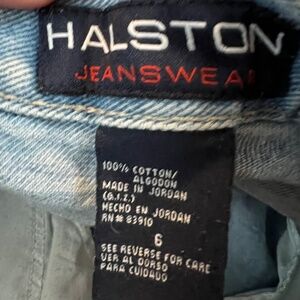 HALSTON
JEANSWEAR
100% COTTON/
ALGODON
MADE IN JORDAN
(Q.I.Z.)
HECHO EN JORDAN
RN# 83910
6
SEE REVERSE FOR CARE
VER AL DORSO
PARA CUIDADO